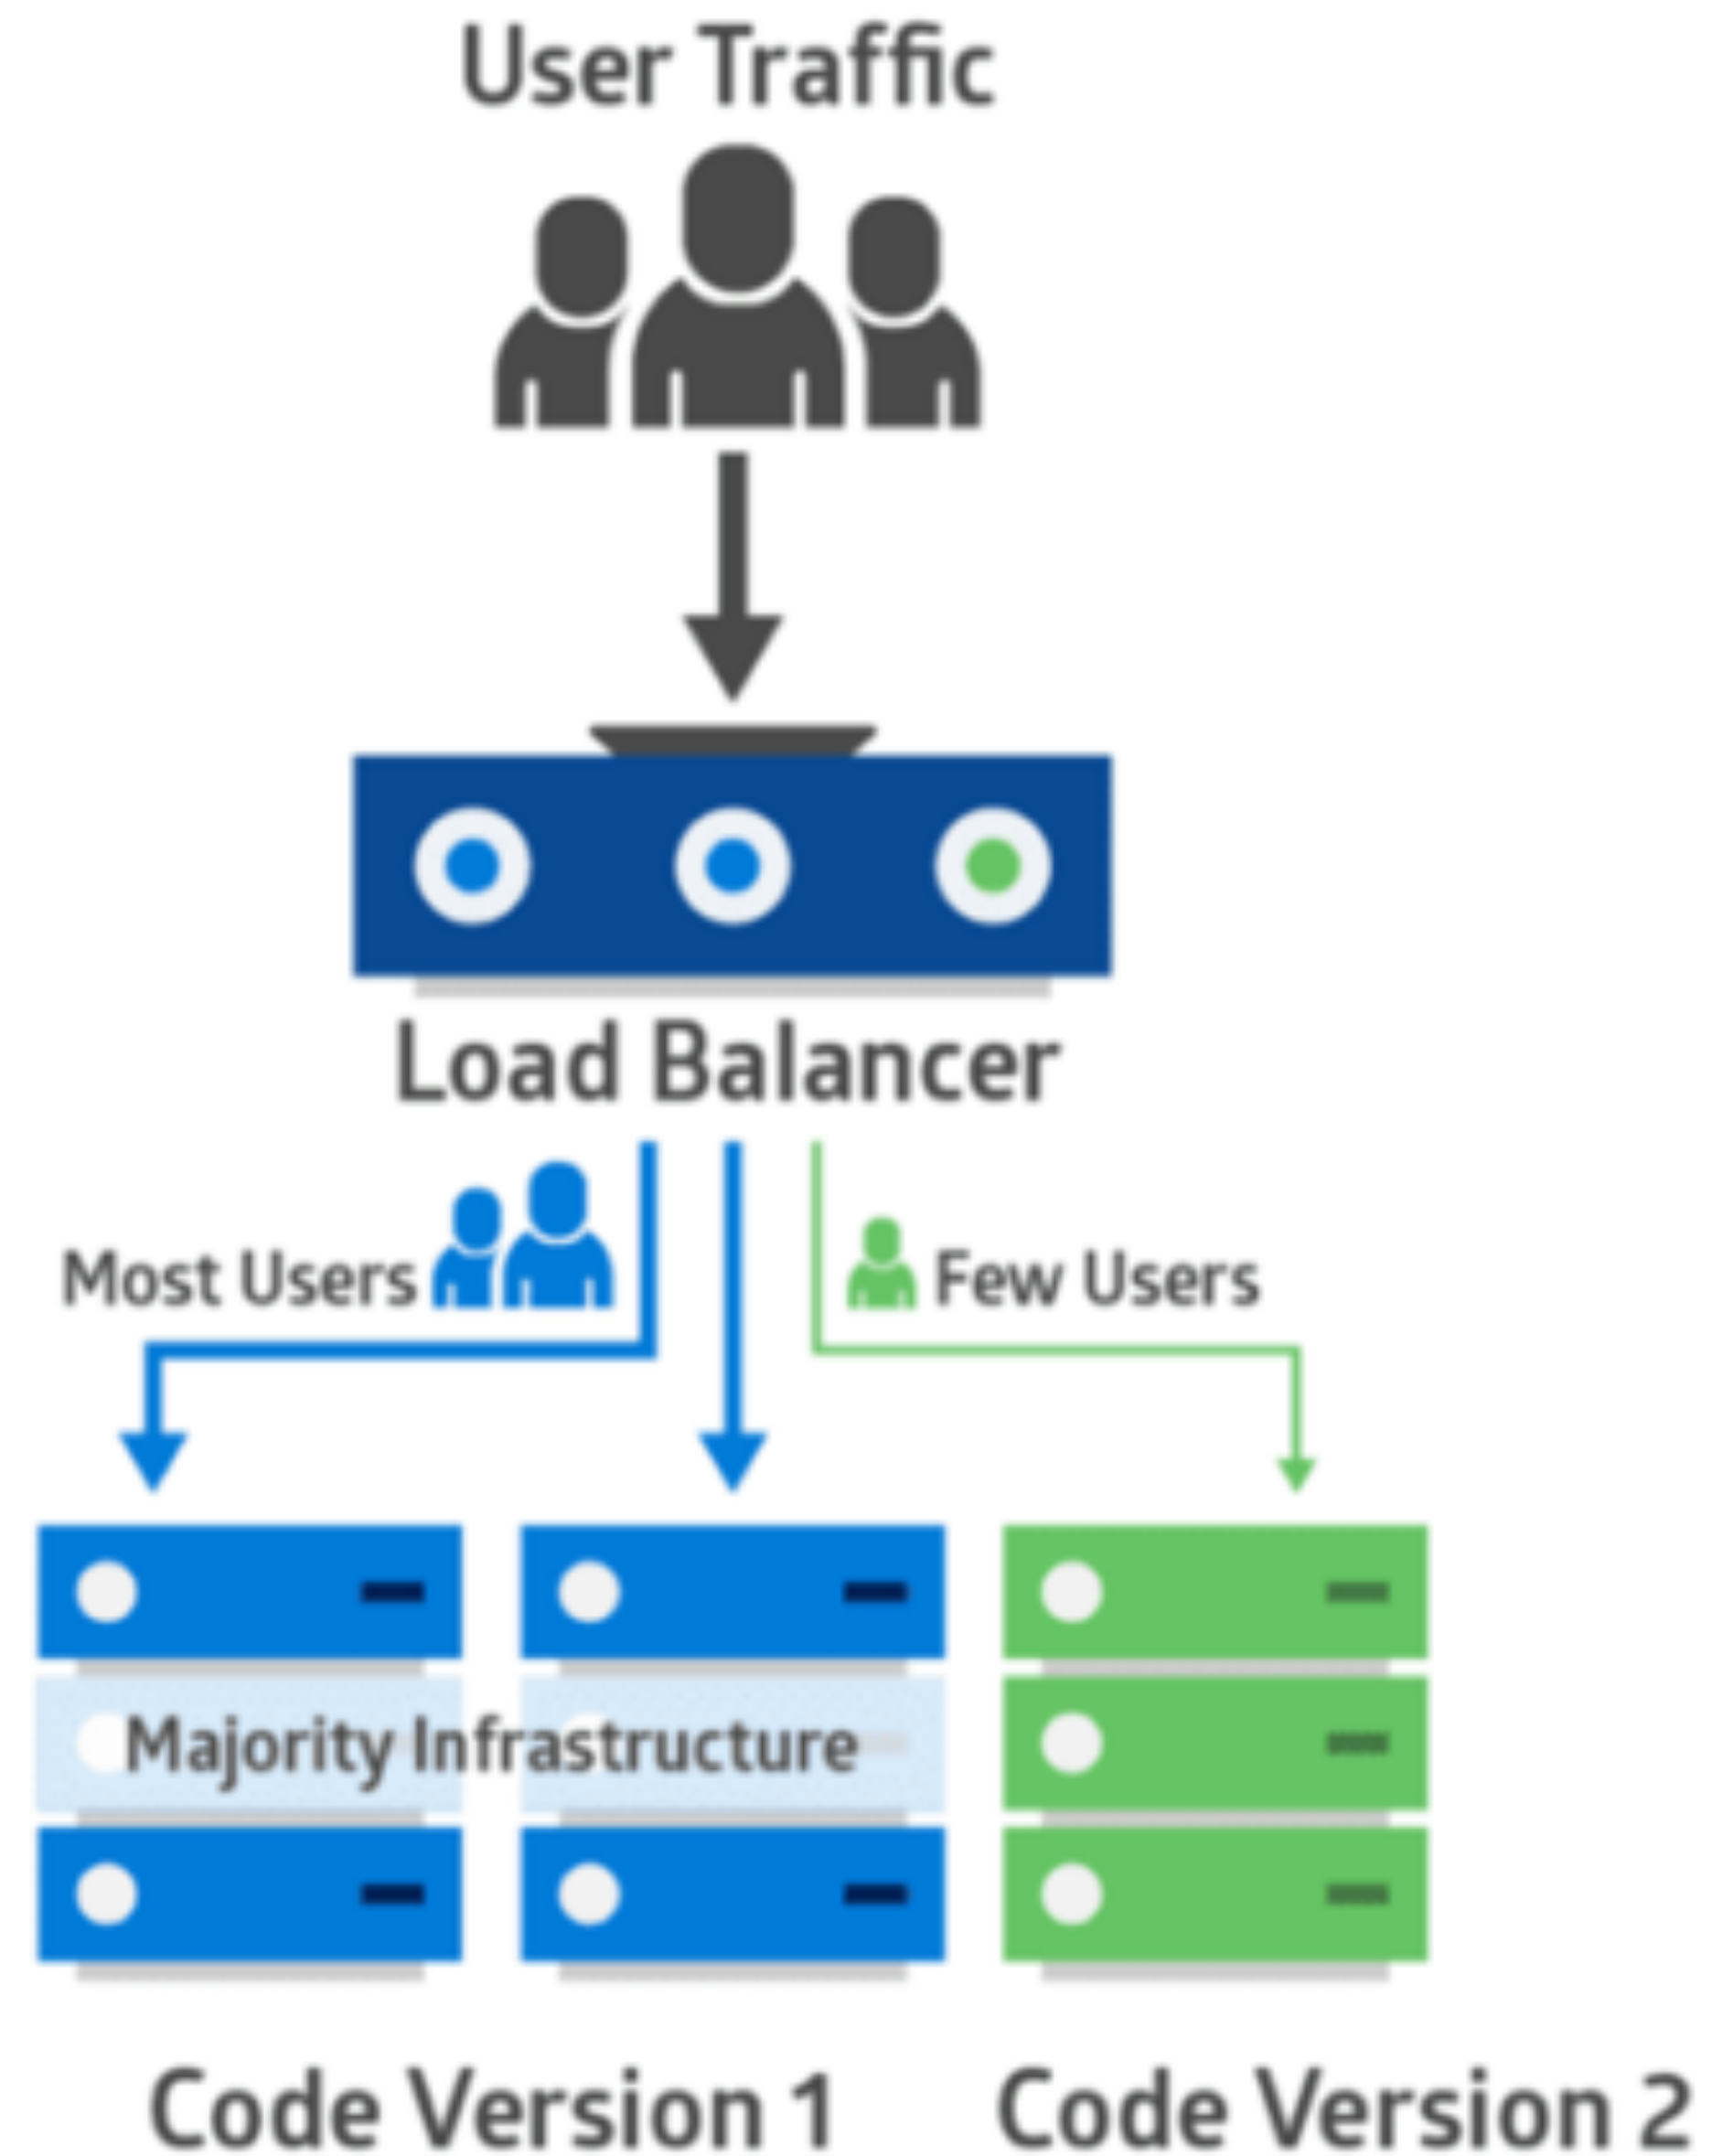 User Traffic
Load Balancer
Most Users
Few Users
Majority Infrastructure
Code Version 1
Code Version 2